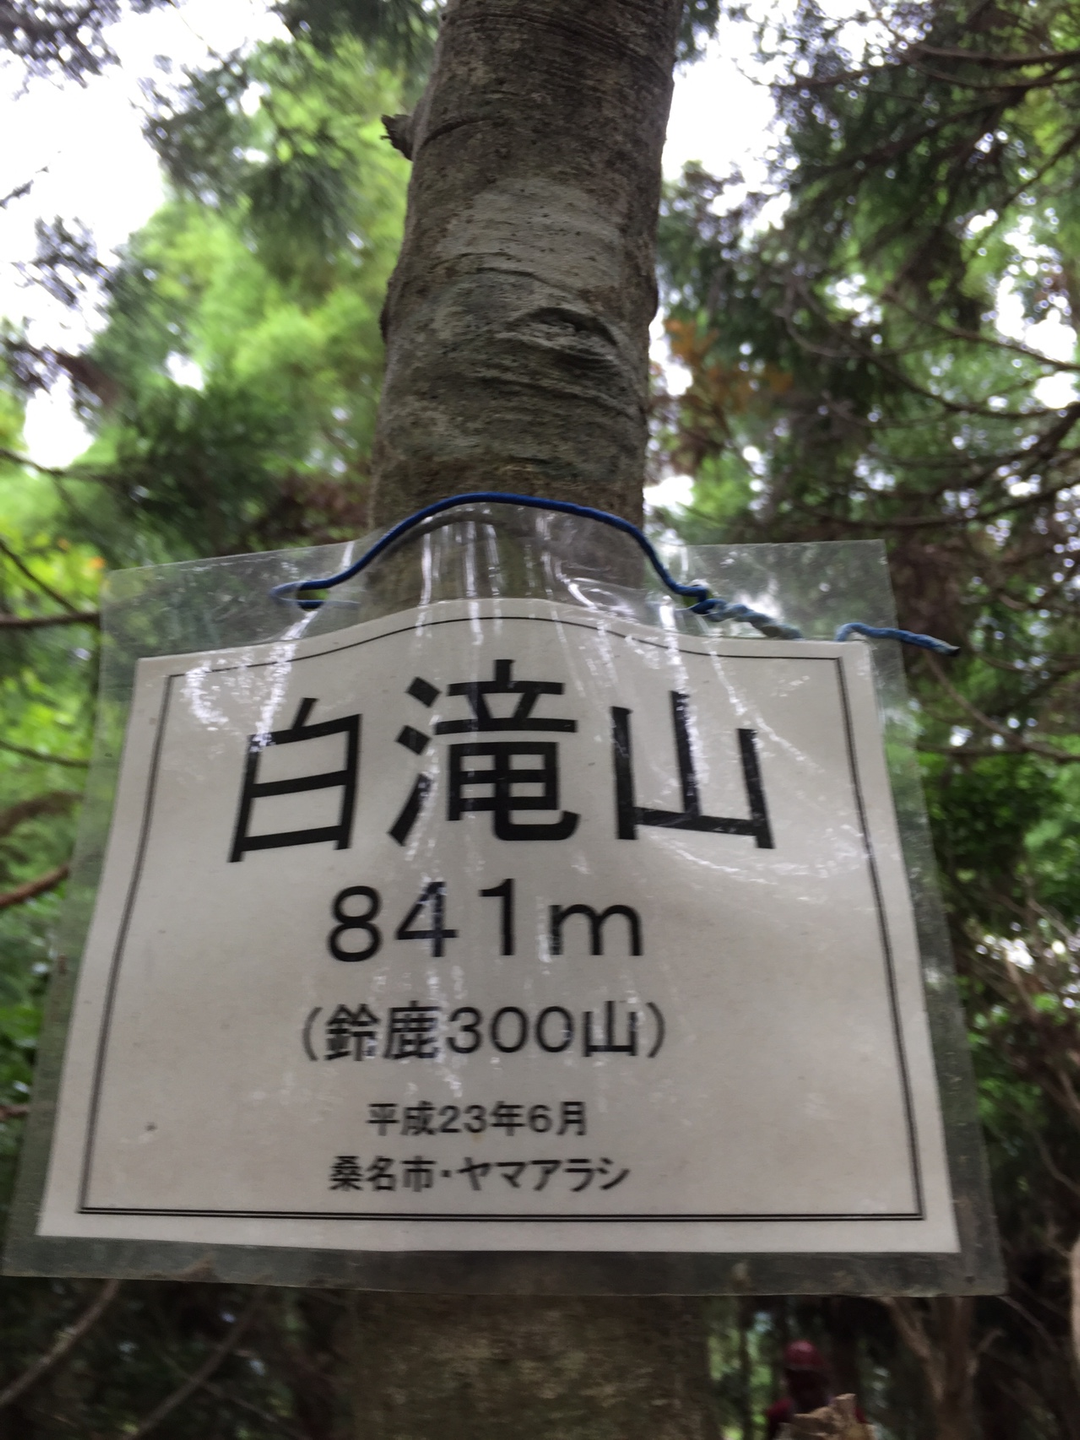 白滝山
841m
(鈴鹿300山)
平成23年6月
桑名市・ヤマアラシ